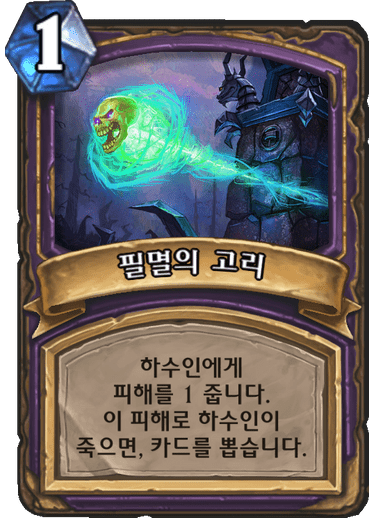 1
필멸의 고리
하수인에게
피해를 1 줍니다.
이 피해로 하수인이
죽으면, 카드를 뽑습니다.